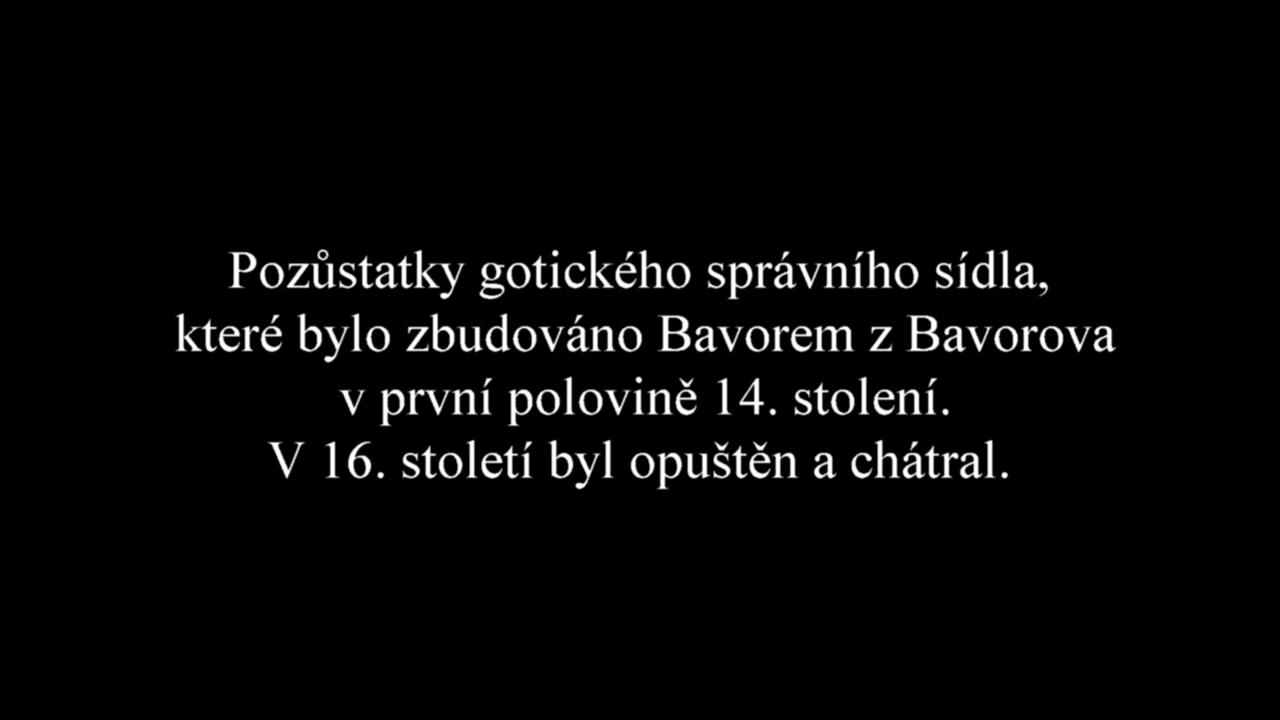 Pozůstatky gotického správního sídla,
které bylo zbudováno Bavorem z Bavorova
v první polovině 14. stolení.
V 16. století byl opuštěn a chátral.